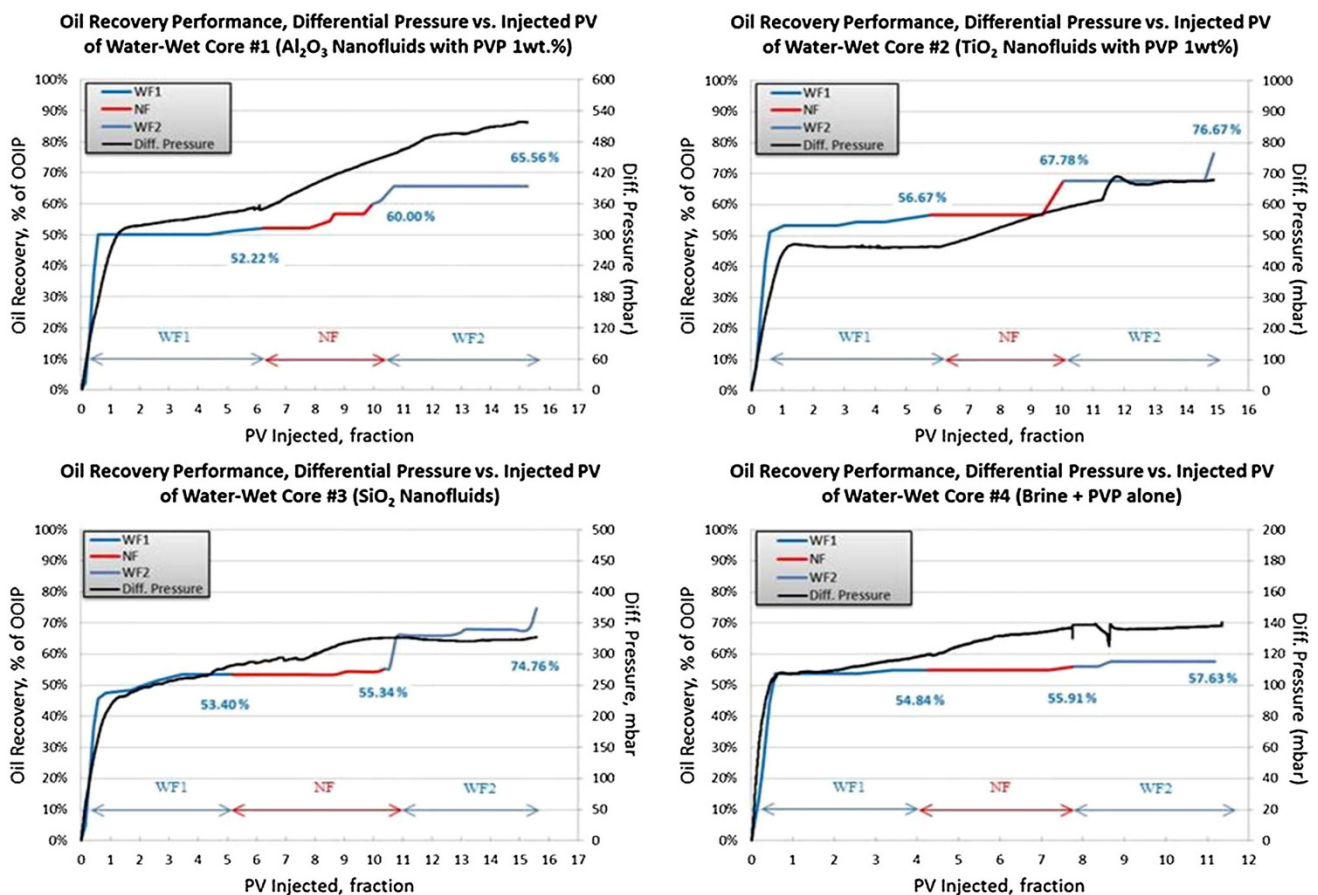 Oil Recovery Performance, Differential Pressure vs. Injected PV
of Water-Wet Core #1 (Al₂O₃ Nanofluids with PVP 1wt.%)
Oil Recovery, % of OOIP
100%
90%
80%
70%
60%
50%
40%
30%
20%
10%
0%
WF1
NF
WF2
Diff. Pressure
65.56%
60.00%
52.22%
WF1
NF
WF2
600
540
480
420
360
300
240
180
120
60
0
Diff. Pressure (mbar)
0 1 2 3 4 5 6 7 8 9 10 11 12 13 14 15 16 17
PV Injected, fraction
Oil Recovery Performance, Differential Pressure vs. Injected PV
of Water-Wet Core #2 (TiO₂ Nanofluids with PVP 1wt%)
Oil Recovery, % of OOIP
100%
90%
80%
70%
60%
50%
40%
30%
20%
10%
0%
WF1
NF
WF2
Diff. Pressure
76.67%
67.78%
56.67%
WF1
NF
WF2
1000
900
800
700
600
500
400
300
200
100
0
Diff. Pressure (mbar)
0 1 2 3 4 5 6 7 8 9 10 11 12 13 14 15 16
PV Injected, fraction
Oil Recovery Performance, Differential Pressure vs. Injected PV
of Water-Wet Core #3 (SiO₂ Nanofluids)
Oil Recovery, % of OOIP
100%
90%
80%
70%
60%
50%
40%
30%
20%
10%
0%
WF1
NF
WF2
Diff. Pressure
74.76%
55.34%
53.40%
WF1
NF
WF2
500
450
400
350
300
250
200
150
100
50
0
Diff. Pressure, mbar
0 1 2 3 4 5 6 7 8 9 10 11 12 13 14 15 16 17
PV Injected, fraction
Oil Recovery Performance, Differential Pressure vs. Injected PV
of Water-Wet Core #4 (Brine + PVP alone)
Oil Recovery, % of OOIP
100%
90%
80%
70%
60%
50%
40%
30%
20%
10%
0%
WF1
NF
WF2
Diff. Pressure
54.84%
55.91%
57.63%
WF1
NF
WF2
200
180
160
140
120
100
80
60
40
20
0
Diff. Pressure (mbar)
0 1 2 3 4 5 6 7 8 9 10 11 12
PV Injected, fraction